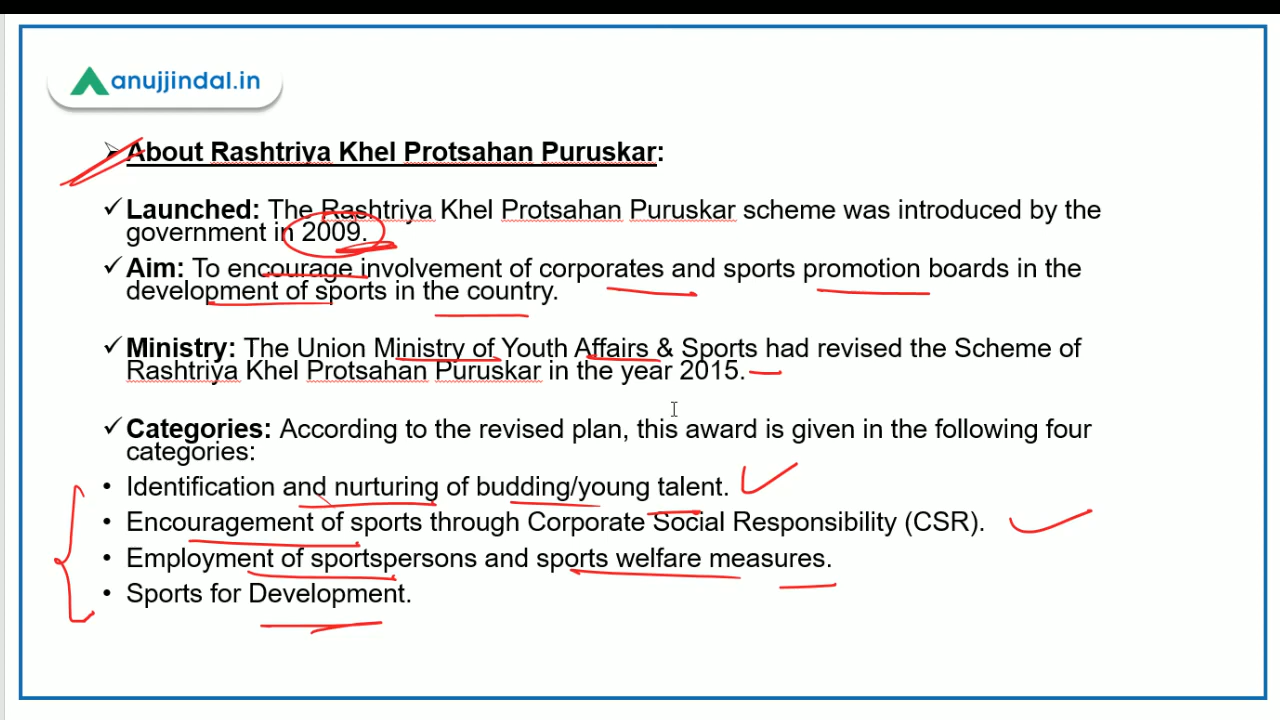 anujjindal.in
➢ About Rashtriya Khel Protsahan Puruskar:
✓ Launched: The Rashtriya Khel Protsahan Puruskar scheme was introduced by the
government in 2009.
✓ Aim: To encourage involvement of corporates and sports promotion boards in the
development of sports in the country.
✓ Ministry: The Union Ministry of Youth Affairs & Sports had revised the Scheme of
Rashtriya Khel Protsahan Puruskar in the year 2015.
✓ Categories: According to the revised plan, this award is given in the following four
categories:
• Identification and nurturing of budding/young talent.
• Encouragement of sports through Corporate Social Responsibility (CSR).
• Employment of sportspersons and sports welfare measures.
• Sports for Development.